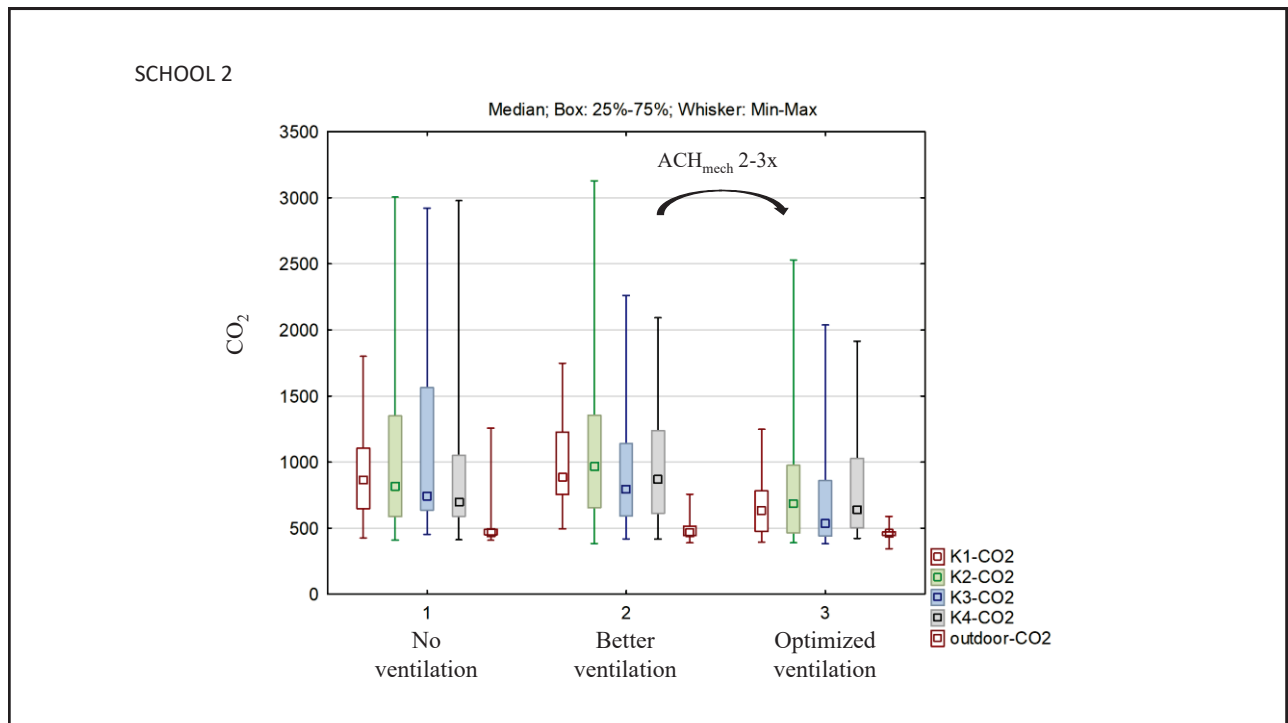 SCHOOL 2
Median; Box: 25%-75%; Whisker: Min-Max
ACHmech 2-3x
CO2
3500
3000
2500
2000
1500
1000
500
0
1
2
3
No
ventilation
Better
ventilation
Optimized
ventilation
K1-CO2
K2-CO2
K3-CO2
K4-CO2
outdoor-CO2